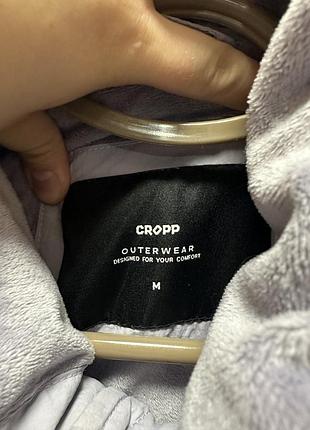 CROPP
OUTERWEAR
DESIGNED FOR YOUR COMFORT
M